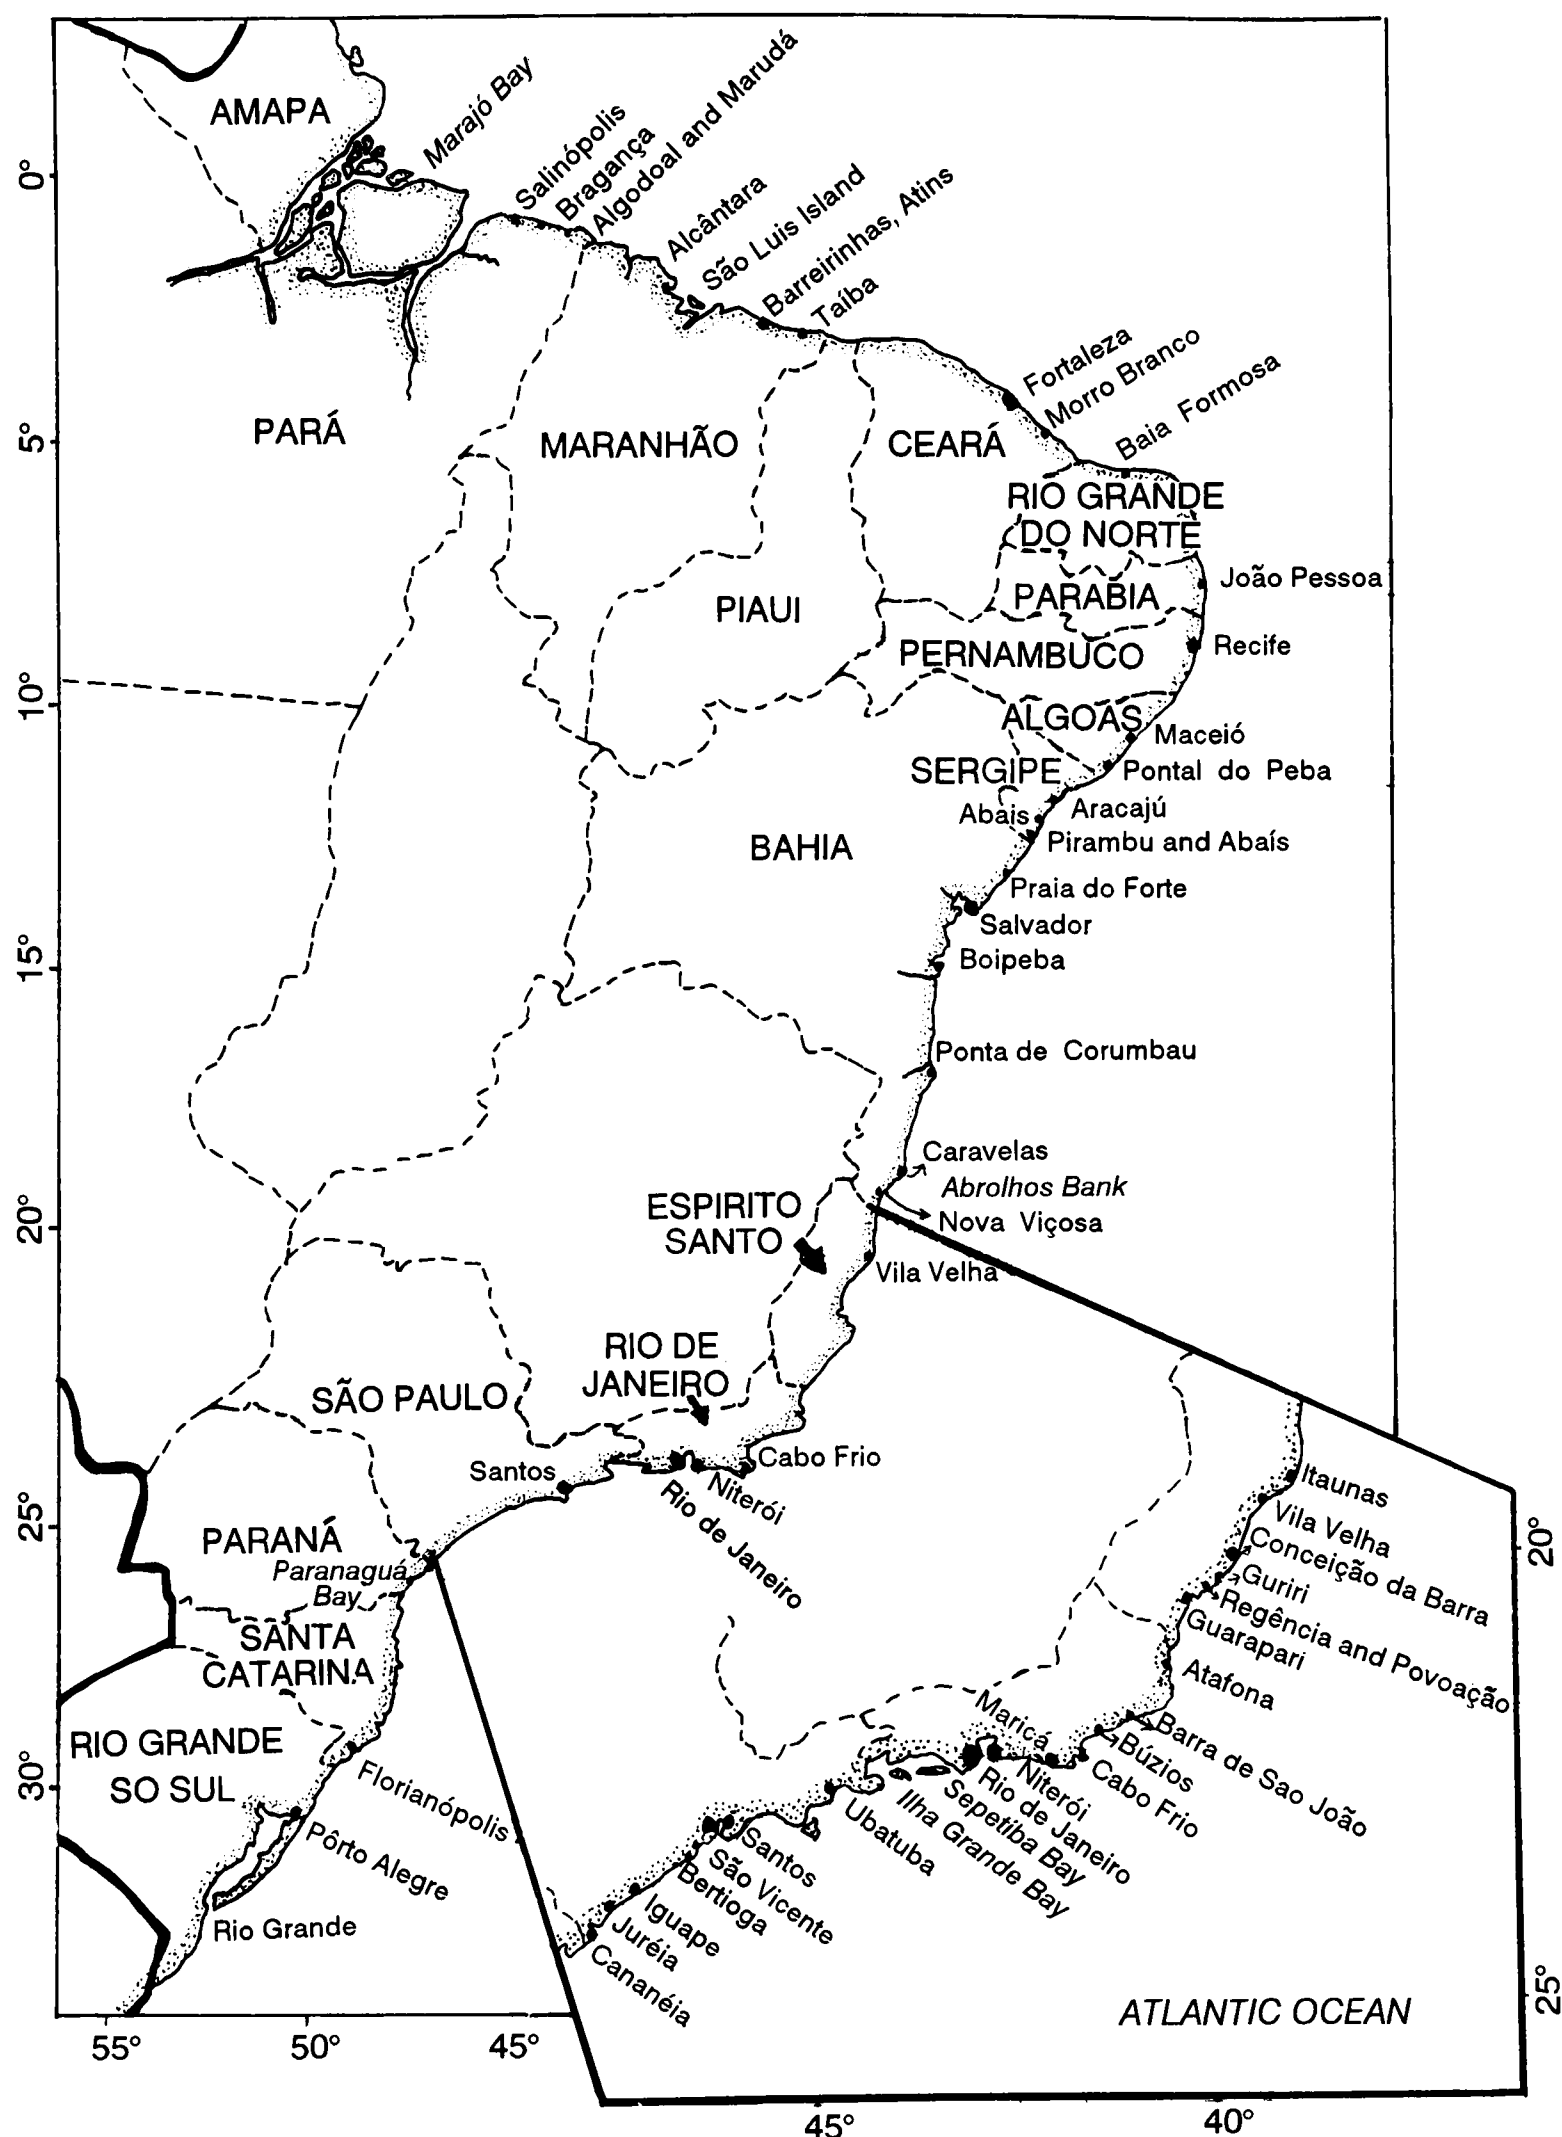 AMAPA
Marajó Bay
Salinópolis
Bragança
Algodoal and Marudá
Alcântara
São Luis Island
Barreirinhas, Atins
Taíba
Fortaleza
Morro Branco
Baia Formosa
0°
5°
10°
15°
20°
25°
30°
PARÁ
MARANHÃO
CEARÁ
RIO GRANDE
DO NORTE
PIAUI
PARABIA
João Pessoa
PERNAMBUCO
Recife
ALGOAS
Maceió
SERGIPE
Pontal do Peba
Abais
Aracajú
Pirambu and Abaís
BAHIA
Praia do Forte
Salvador
Boipeba
Ponta de Corumbau
Caravelas
Abrolhos Bank
Nova Viçosa
ESPIRITO
SANTO
Vila Velha
RIO DE
JANEIRO
SÃO PAULO
Santos
Cabo Frio
Niterói
Rio de Janeiro
PARANÁ
Paranagua
Bay
SANTA
CATARINA
RIO GRANDE
SO SUL
Florianópolis
Pôrto Alegre
Rio Grande
55°
50°
45°
Itaunas
Vila Velha
Conceição da Barra
Guriri
Regência and Povoação
Guarapari
Atafona
Barra de Sao João
Búzios
Cabo Frio
Maricá
Niterói
Rio de Janeiro
Sepetiba Bay
Ilha Grande Bay
Ubatuba
Santos
São Vicente
Bertioga
Iguape
Juréia
Cananéia
ATLANTIC OCEAN
20°
25°
45°
40°